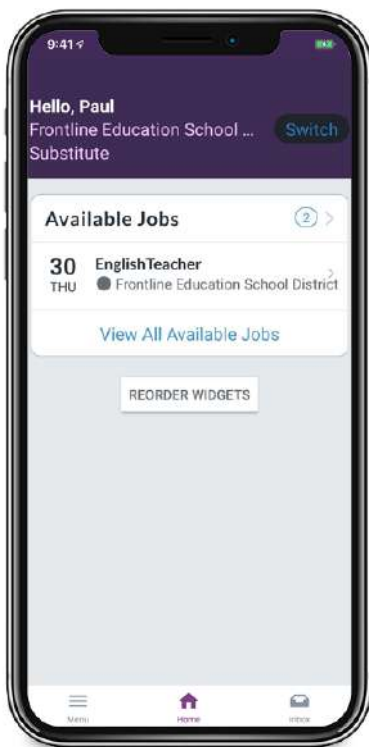 9:41
Hello, Paul
Frontline Education School ...
Switch
Substitute
Available Jobs
2
30
THU
EnglishTeacher
Frontline Education School District
View All Available Jobs
REORDER WIDGETS
Menu
Home
Inbox